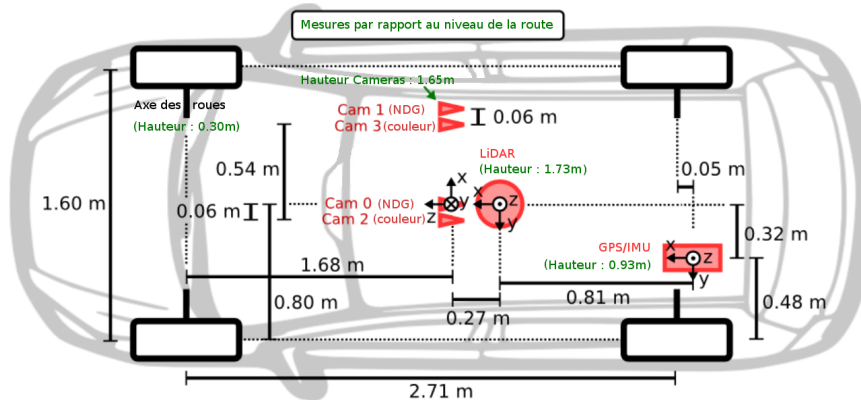 Mesures par rapport au niveau de la route
Hauteur Cameras : 1.65m
Axe des roues
(Hauteur : 0.30m)
Cam 1 (NDG)
Cam 3 (couleur)
0.06 m
LiDAR
(Hauteur : 1.73m)
0.54 m
0.05 m
x
1.60 m
0.06 m
Cam 0 (NDG)
Cam 2 (couleur)
z
y
x
z
y
0.32 m
GPS/IMU
(Hauteur : 0.93m)
x
z
y
1.68 m
0.80 m
0.27 m
0.81 m
0.48 m
2.71 m